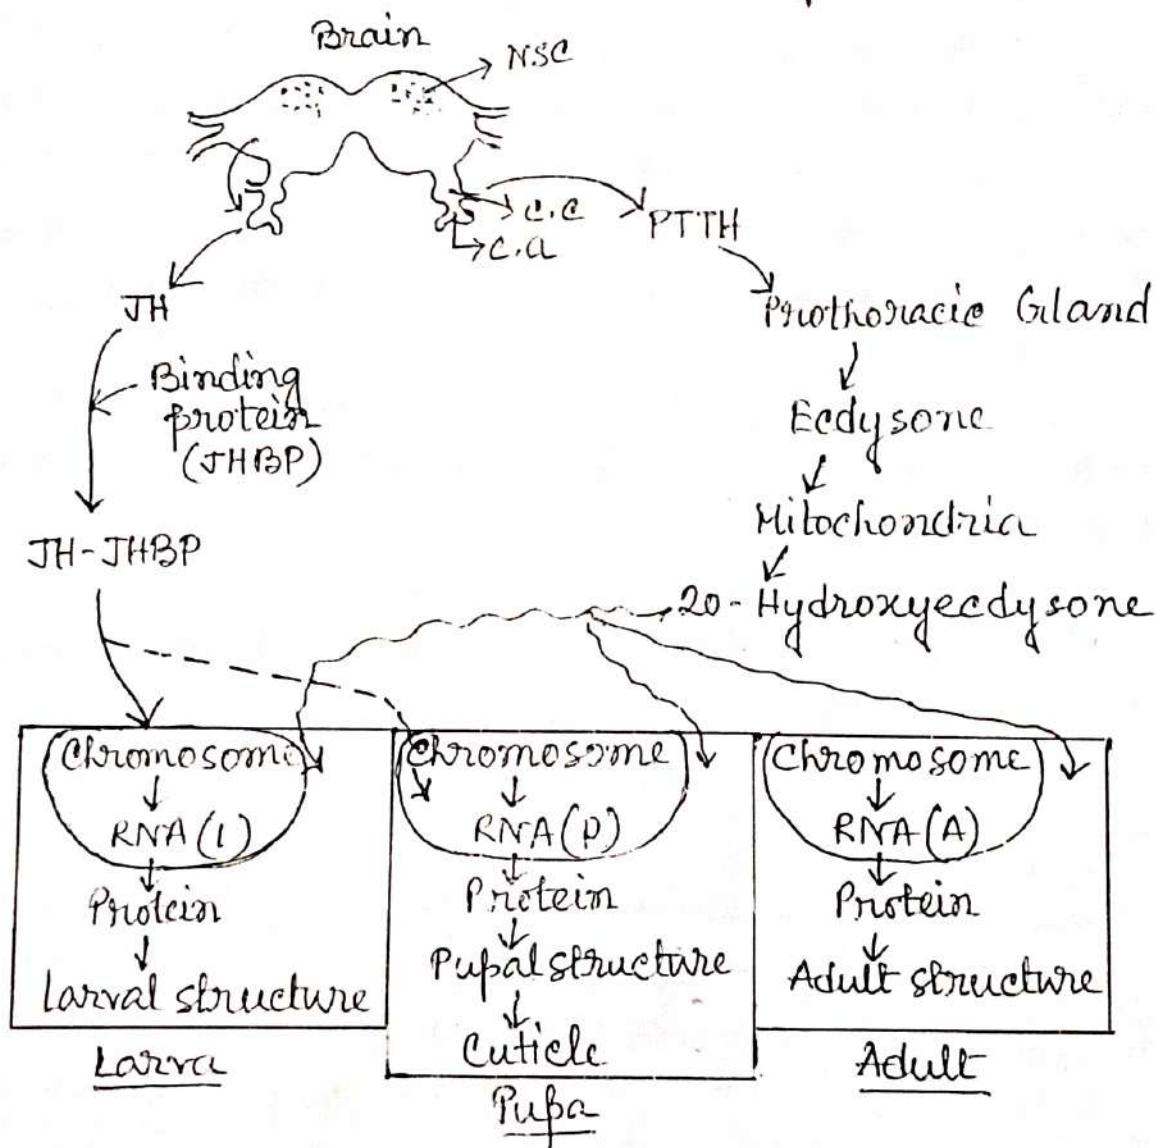 Brain
NSC
C.C
C.a
PTTH
JH
Prothoracic Gland
Binding
protein
(JHBP)
Ecdysone
Mitochondria
JH-JHBP
20-Hydroxyecdysone
Chromosome
RNA (l)
Protein
Larval structure
Larva
Chromosome
RNA (P)
Protein
Pupal structure
Cuticle
Pupa
Chromosome
RNA (A)
Protein
Adult structure
Adult